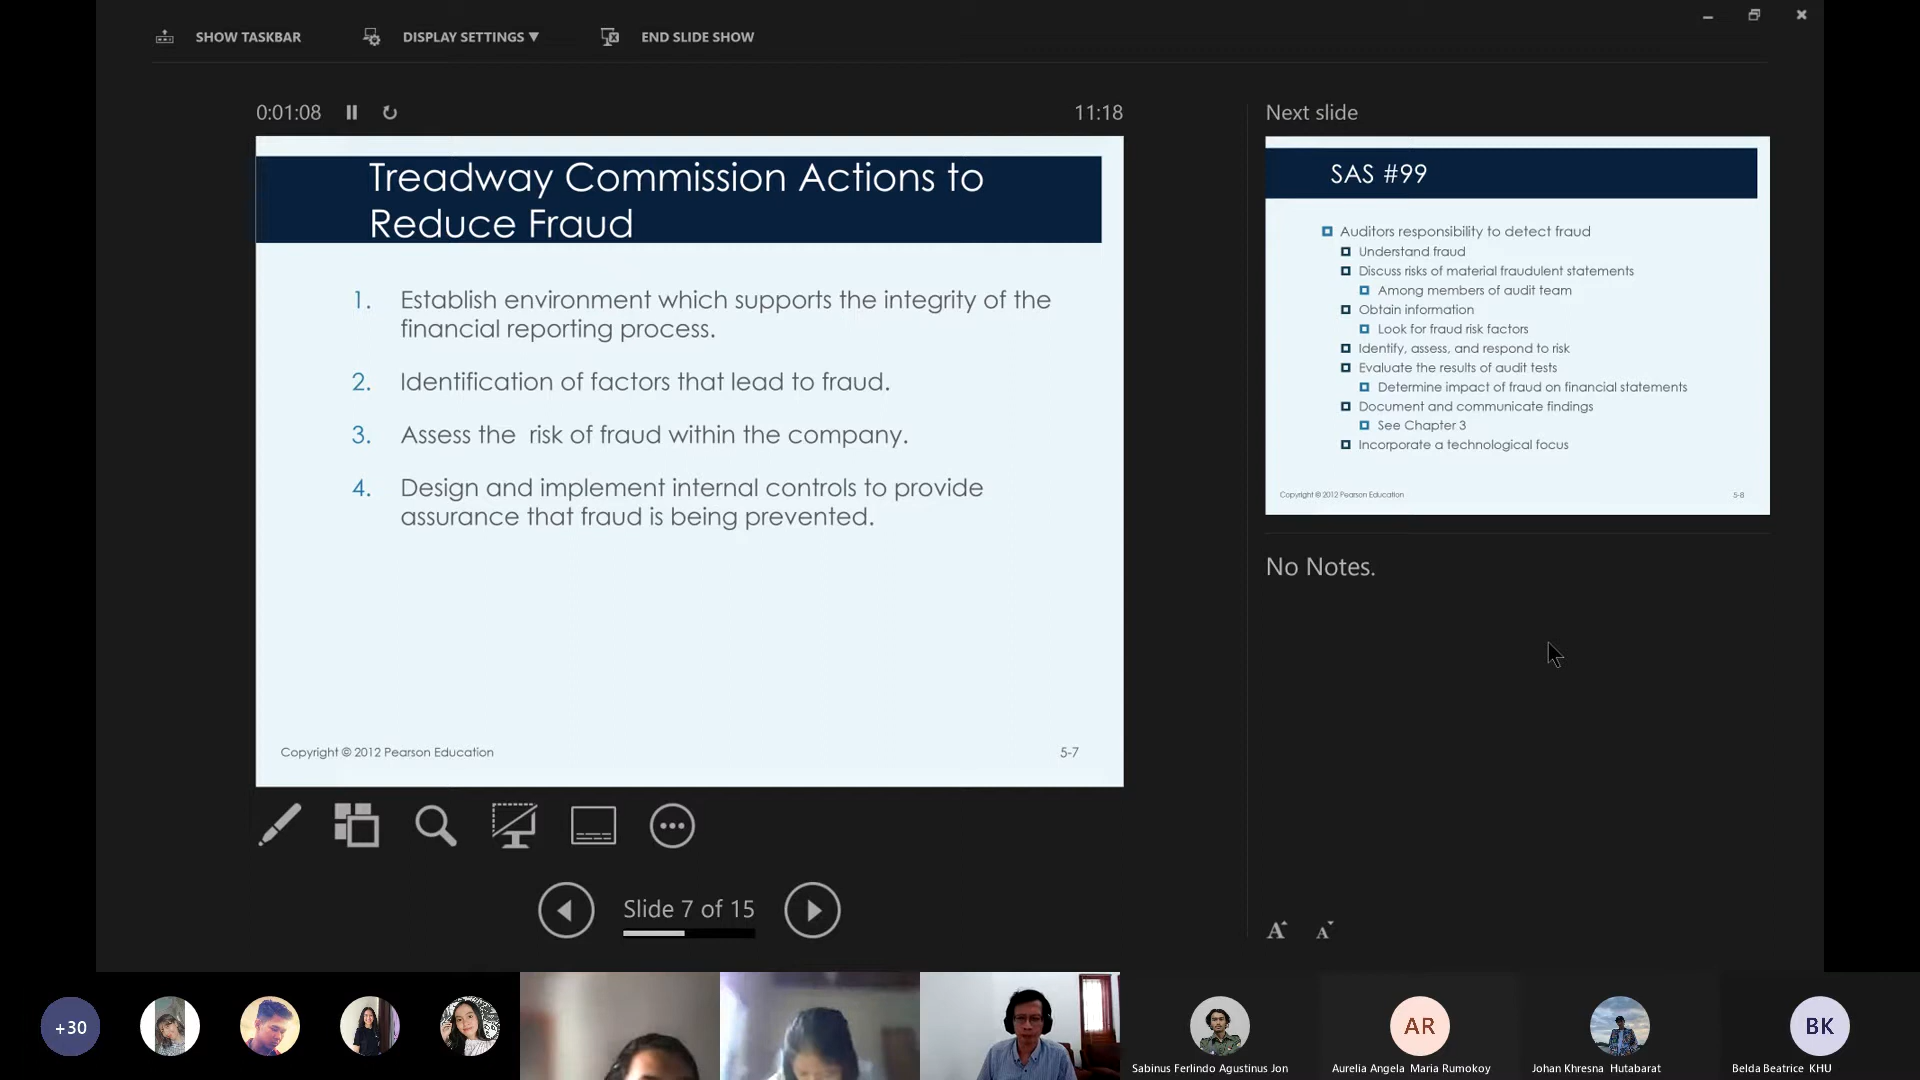 SHOW TASKBAR
DISPLAY SETTINGS ▼
END SLIDE SHOW
0:01:08
11:18
Treadway Commission Actions to
Reduce Fraud
1. Establish environment which supports the integrity of the
financial reporting process.
2. Identification of factors that lead to fraud.
3. Assess the  risk of fraud within the company.
4. Design and implement internal controls to provide
assurance that fraud is being prevented.
Copyright © 2012 Pearson Education
5-7
Slide 7 of 15
Next slide
SAS #99
Auditors responsibility to detect fraud
Understand fraud
Discuss risks of material fraudulent statements
Among members of audit team
Obtain information
Look for fraud risk factors
Identify, assess, and respond to risk
Evaluate the results of audit tests
Determine impact of fraud on financial statements
Document and communicate findings
See Chapter 3
Incorporate a technological focus
Copyright © 2012 Pearson Education
5-8
No Notes.
A A
+30
AR
BK
Sabinus Ferlindo Agustinus Jon
Aurelia Angela Maria Rumokoy
Johan Khresna Hutabarat
Belda Beatrice KHU